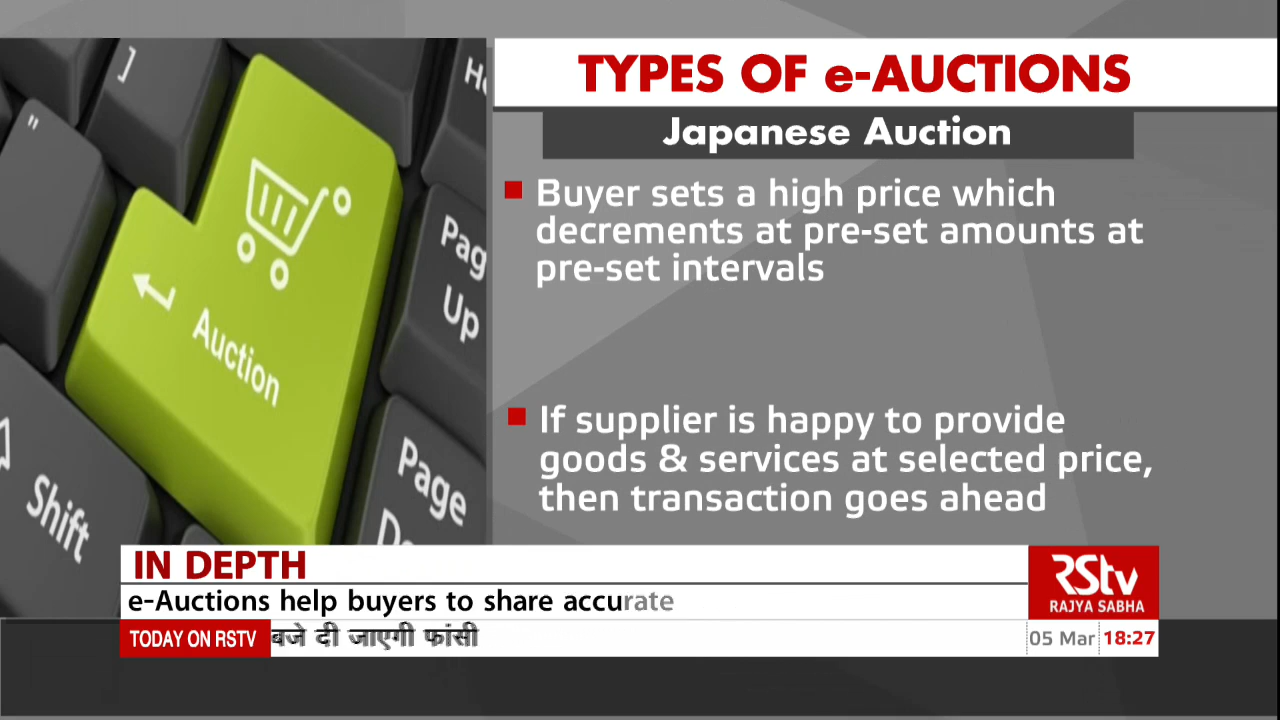 TYPES OF e-AUCTIONS
Japanese Auction
Buyer sets a high price which
decrements at pre-set amounts at
pre-set intervals
If supplier is happy to provide
goods & services at selected price,
then transaction goes ahead
]
"
Auction
Pag
Up
Page
Shift
IN DEPTH
e-Auctions help buyers to share accurate
RStv
RAJYA SABHA
TODAY ON RSTV
बजे दी जाएगी फांसी
05 Mar 18:27